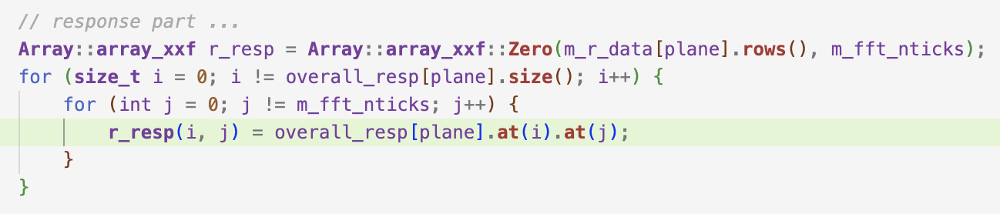 // response part ...
Array::array_xxf r_resp = Array::array_xxf::Zero(m_r_data[plane].rows(), m_fft_nticks);
for (size_t i = 0; i != overall_resp[plane].size(); i++) {
    for (int j = 0; j != m_fft_nticks; j++) {
        r_resp(i, j) = overall_resp[plane].at(i).at(j);
    }
}